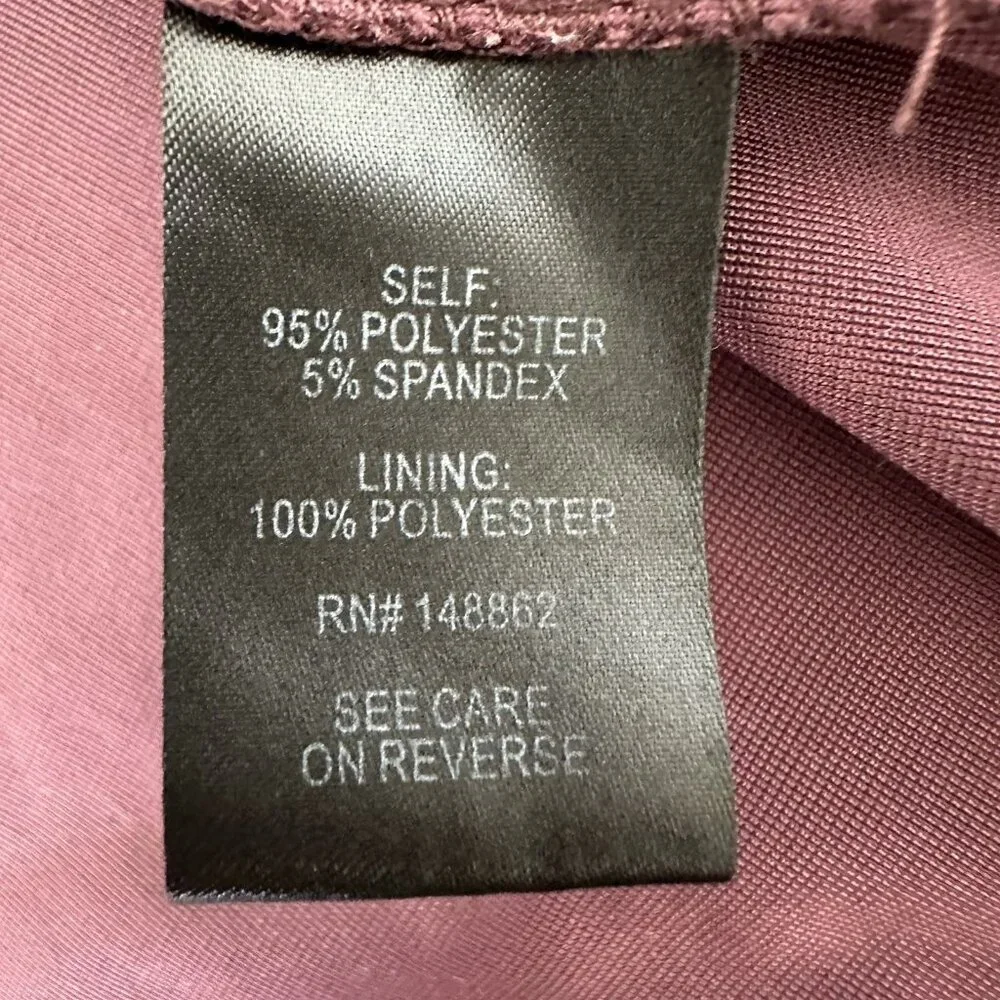 SELF:
95% POLYESTER
5% SPANDEX
LINING:
100% POLYESTER
RN# 148862
SEE CARE
ON REVERSE